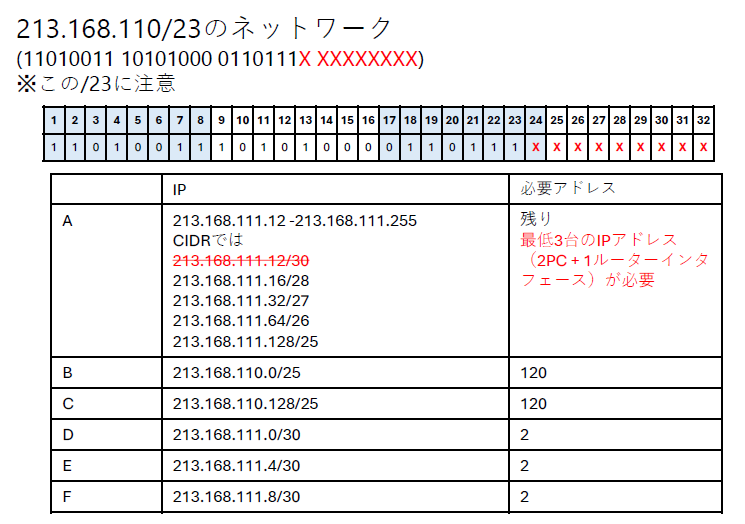 213.168.110/23のネットワーク
(11010011 10101000 0110111X XXXXXXXX)
※この/23に注意
1 2 3 4 5 6 7 8 9 10 11 12 13 14 15 16 17 18 19 20 21 22 23 24 25 26 27 28 29 30 31 32
1 1 0 1 0 0 1 1 1 0 1 0 1 0 0 0 0 1 1 0 1 1 1 X X X X X X X X X
IP 必要アドレス
A
213.168.111.12 -213.168.111.255
CIDRでは
213.168.111.12/30
213.168.111.16/28
213.168.111.32/27
213.168.111.64/26
213.168.111.128/25
残り
最低3台のIPアドレス
（2PC + 1ルーターインタ
フェース）が必要
B 213.168.110.0/25 120
C 213.168.110.128/25 120
D 213.168.111.0/30 2
E 213.168.111.4/30 2
F 213.168.111.8/30 2